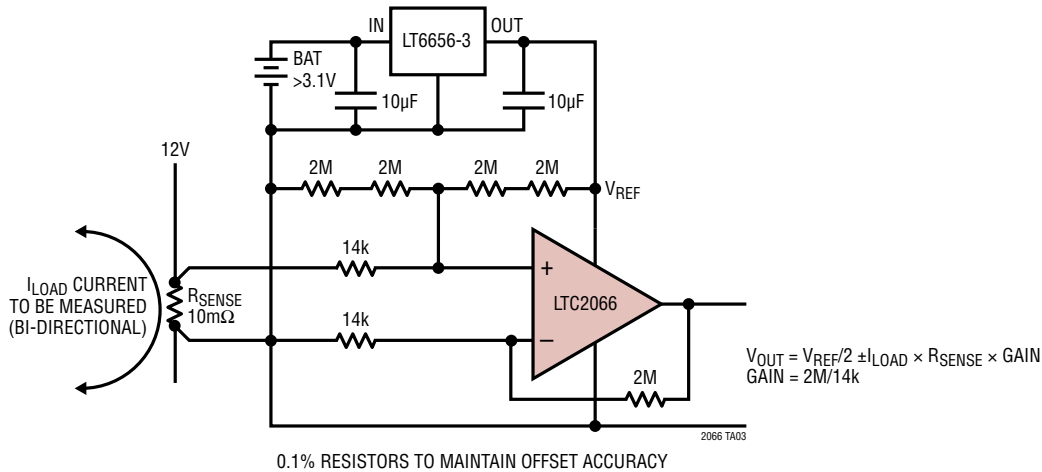 IN
LT6656-3
OUT
BAT
>3.1V
10µF
10µF
12V
2M
2M
2M
2M
VREF
14k
ILOAD CURRENT
TO BE MEASURED
(BI-DIRECTIONAL)
RSENSE
10mΩ
+
LTC2066
14k
–
2M
VOUT = VREF/2 ±ILOAD × RSENSE × GAIN
GAIN = 2M/14k
2066 TA03
0.1% RESISTORS TO MAINTAIN OFFSET ACCURACY